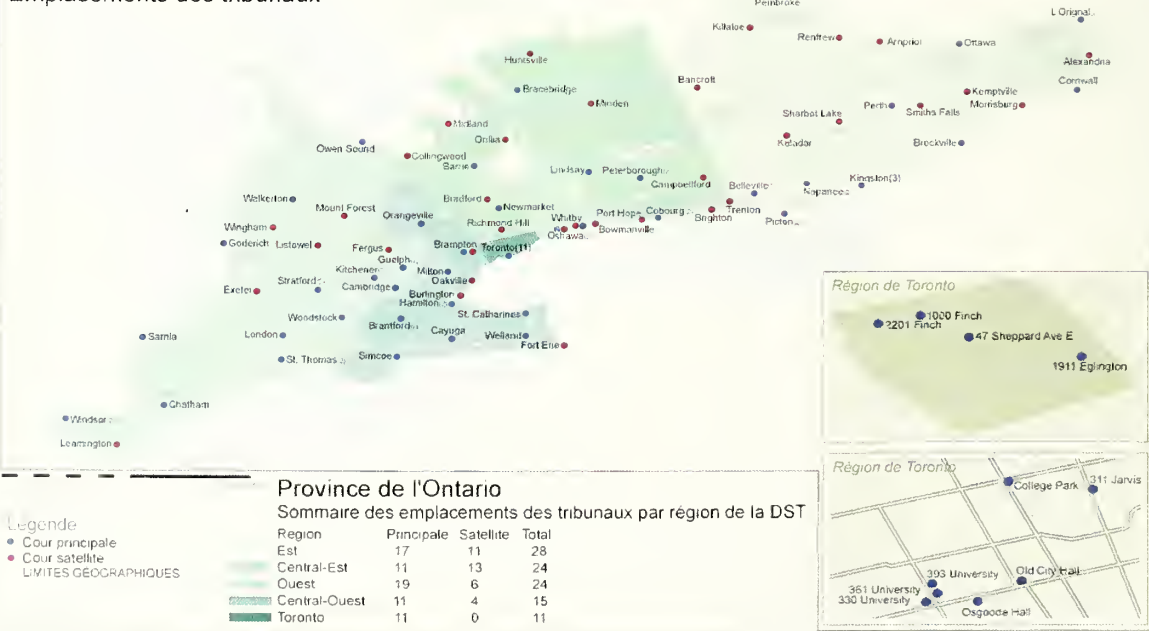 Emplacements des tribunaux
Pembroke
L'Orignal
Killaloe
Renfrew
Arnprior
Ottawa
Huntsville
Alexandria
Bancroft
Cornwall
Bracebridge
Kemptville
Minden
Perth
Smiths Falls
Morrisburg
Sharbot Lake
Midland
Orillia
Kaladar
Brockville
Owen Sound
Collingwood
Barrie
Lindsay
Peterborough
Campbellford
Belleville
Napanee
Kingston(3)
Walkerton
Mount Forest
Bradford
Newmarket
Orangeville
Richmond Hill
Whitby
Port Hope
Cobourg
Brighton
Trenton
Picton
Wingham
Oshawa
Bowmanville
Goderich
Listowel
Fergus
Brampton
Toronto(11)
Guelph
Kitchener
Milton
Stratford
Cambridge
Oakville
Exeter
Burlington
Hamilton
Woodstock
Brantford
St. Catharines
Sarnia
London
Cayuga
Welland
Fort Erie
St. Thomas
Simcoe
Chatham
Windsor
Leamington
Région de Toronto
1000 Finch
2201 Finch
47 Sheppard Ave E
1911 Eglington
Région de Toronto
College Park
311 Jarvis
393 University
Old City Hall
361 University
330 University
Osgoode Hall
Légende
Cour principale
Cour satellite
LIMITES GÉOGRAPHIQUES
Province de l'Ontario
Sommaire des emplacements des tribunaux par région de la DST
Region Principale Satellite Total
Est 17 11 28
Central-Est 11 13 24
Ouest 19 6 24
Central-Ouest 11 4 15
Toronto 11 0 11